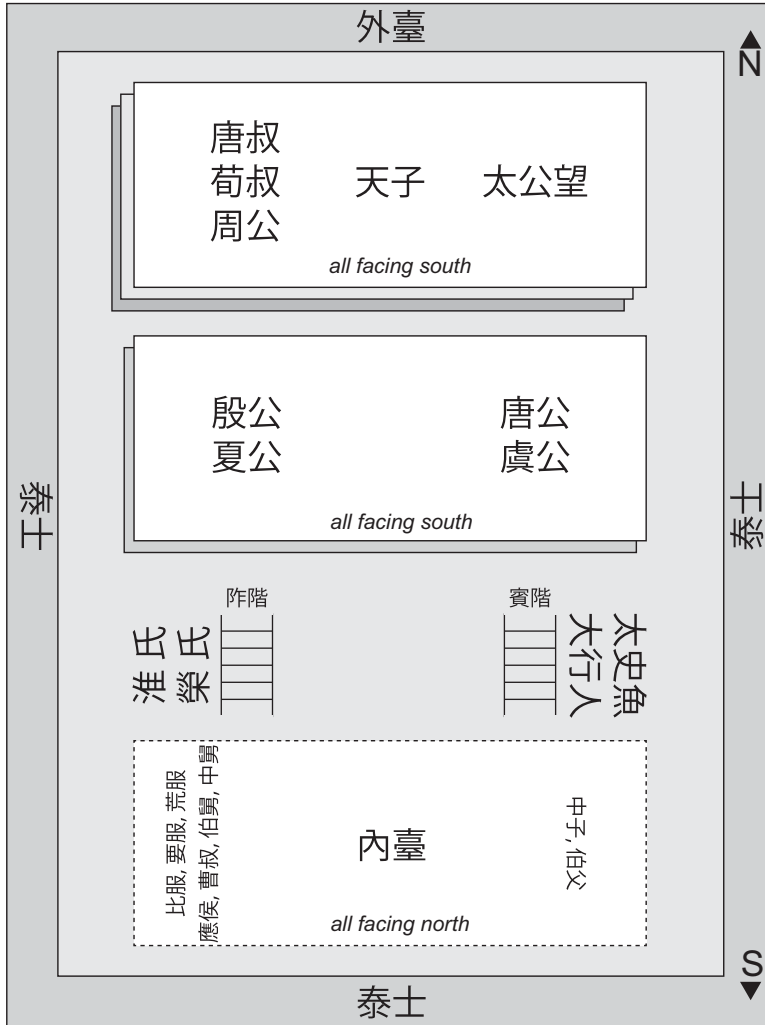 外臺
N
唐叔
荀叔
周公
天子
太公望
all facing south
殷公
夏公
唐公
虞公
all facing south
泰士
泰士
阼階
賓階
淮氏
榮氏
太史魚
大行人
比服, 要服, 荒服
應侯, 曹叔, 伯舅, 中舅
內臺
中子, 伯父
all facing north
S
泰士